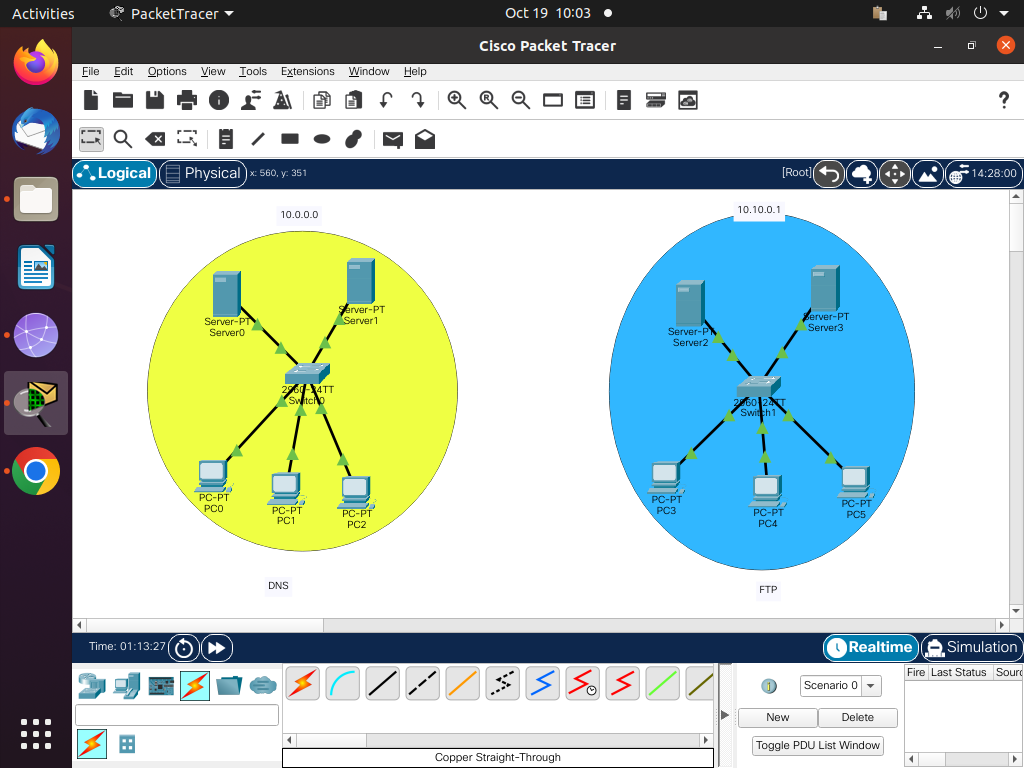 Activities
PacketTracer
Oct 19 10:03
Cisco Packet Tracer
File Edit Options View Tools Extensions Window Help
?
Logical
Physical
x: 560, y: 351
[Root]
14:28:00
10.0.0.0
10.10.0.1
Server-PT
Server0
Server-PT
Server1
Server-PT
Server2
Server-PT
Server3
2960-24TT
Switch0
2960-24TT
Switch1
PC-PT
PC0
PC-PT
PC1
PC-PT
PC2
PC-PT
PC3
PC-PT
PC4
PC-PT
PC5
DNS
FTP
Time: 01:13:27
Realtime
Simulation
Scenario 0
Fire Last Status Sourc
New
Delete
Toggle PDU List Window
Copper Straight-Through